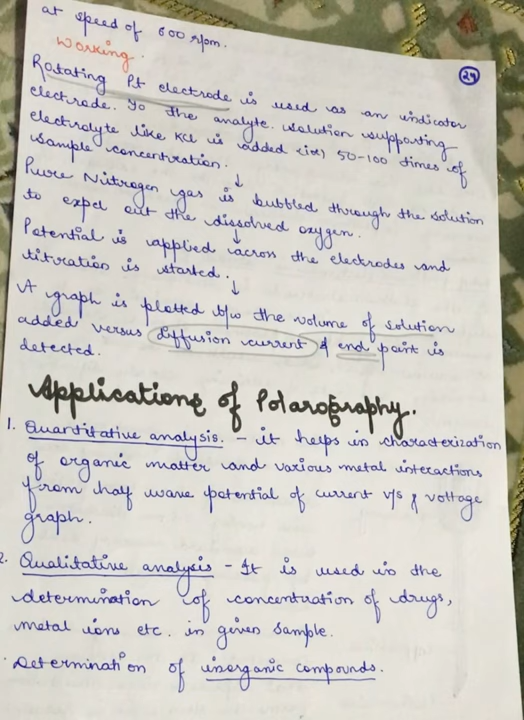 at speed of 600 rpm.
Working.
29
Rotating Pt electrode is used as an indicator
electrode. To the analyte solution supporting
electrolyte like KCl is added (ie) 50-100 times of
sample concentration.
↓
Pure Nitrogen gas is bubbled through the solution
to expel out the dissolved oxygen.
↓
Potential is applied across the electrodes and
titration is started.
↓
A graph is plotted b/w the volume of solution
added versus diffusion current & end point is
detected.
Applications of Polarography.
1. Quantitative analysis. - it helps in characterization
of organic matter and various metal interactions
from half wave potential of current v/s voltage
graph.
2. Qualitative analysis - It is used in the
determination of concentration of drugs,
metal ions etc. in given sample.
. Determination of inorganic compounds.